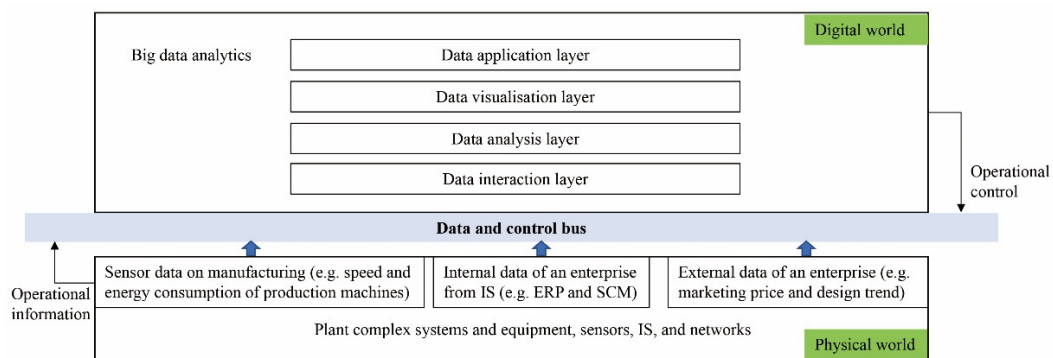 Digital world
Big data analytics
Data application layer
Data visualisation layer
Data analysis layer
Data interaction layer
Operational
control
Data and control bus
Sensor data on manufacturing (e.g. speed and
energy consumption of production machines)
Internal data of an enterprise
from IS (e.g. ERP and SCM)
External data of an enterprise (e.g.
marketing price and design trend)
Operational
information
Plant complex systems and equipment, sensors, IS, and networks
Physical world